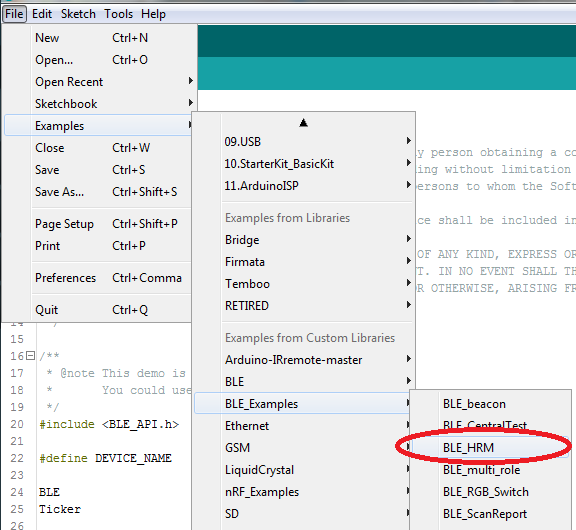 File Edit Sketch Tools Help
New Ctrl+N
Open... Ctrl+O
Open Recent
Sketchbook
Examples
Close Ctrl+W
Save Ctrl+S
Save As... Ctrl+Shift+S
Page Setup Ctrl+Shift+P
Print Ctrl+P
Preferences Ctrl+Comma
Quit Ctrl+Q
09.USB
10.StarterKit_BasicKit
11.ArduinoISP
Examples from Libraries
Bridge
Firmata
Temboo
RETIRED
Examples from Custom Libraries
Arduino-IRremote-master
BLE
BLE_Examples
Ethernet
GSM
LiquidCrystal
nRF_Examples
SD
BLE_beacon
BLE_CentralTest
BLE_HRM
BLE_multi_role
BLE_RGB_Switch
BLE_ScanReport
y person obtaining a co
ing without limitation
persons to whom the Sof
ce shall be included in
OF ANY KIND, EXPRESS OR
T. IN NO EVENT SHALL TH
R OTHERWISE, ARISING FR
14 */
15
16 /**
17 * @note This demo is
18 * You could use
19 */
20 #include <BLE_API.h>
21
22 #define DEVICE_NAME
23
24 BLE
25 Ticker
26